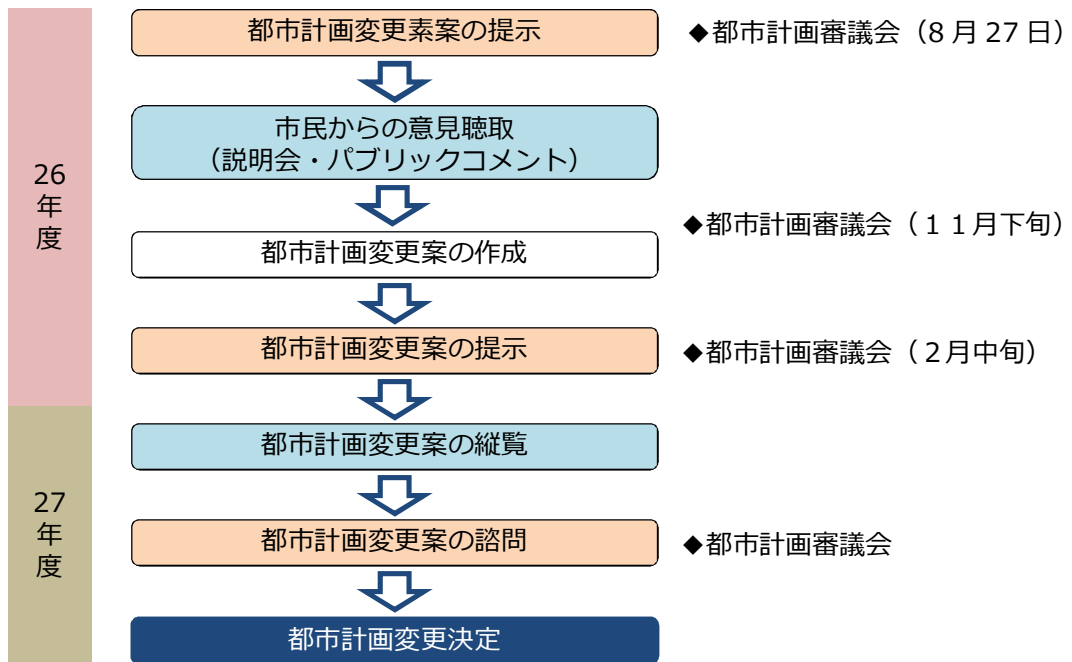 都市計画変更素案の提示
◆都市計画審議会（8月27日）
市民からの意見聴取
（説明会・パブリックコメント）
26
年
度
◆都市計画審議会（１１月下旬）
都市計画変更案の作成
都市計画変更案の提示
◆都市計画審議会（２月中旬）
都市計画変更案の縦覧
27
年
度
都市計画変更案の諮問
◆都市計画審議会
都市計画変更決定